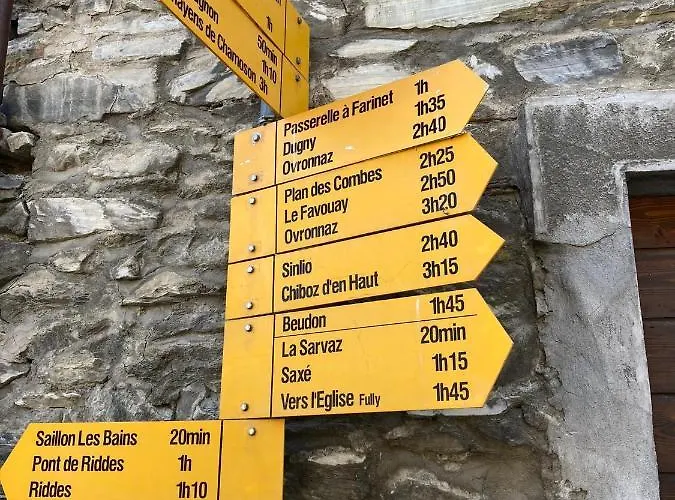 1h
50min
1h10
Mayens de Chamoson 3h
Passerelle à Farinet 1h
Dugny 1h35
Ovronnaz 2h40
Plan des Combes 2h25
Le Favouay 2h50
Ovronnaz 3h20
Sinlio 2h40
Chiboz d'en Haut 3h15
Beudon 1h45
La Sarvaz 20min
Saxé 1h15
Vers l'Eglise Fully 1h45
Saillon Les Bains 20min
Pont de Riddes 1h
Riddes 1h10